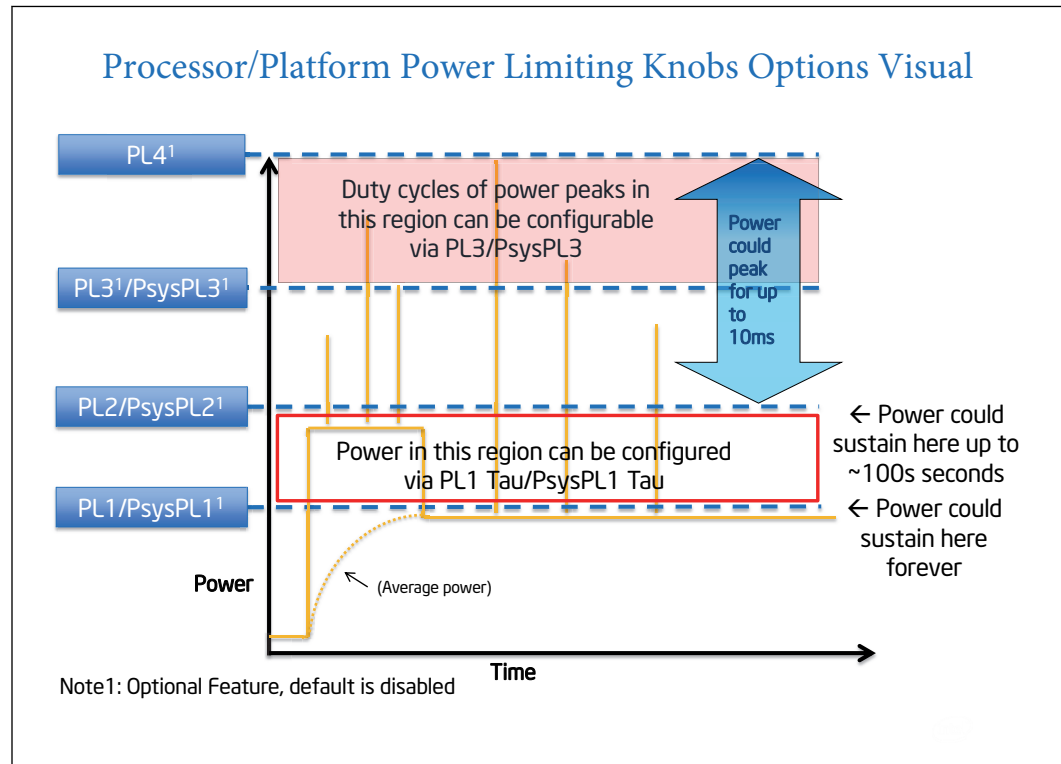 Processor/Platform Power Limiting Knobs Options Visual
PL4¹
Duty cycles of power peaks in
this region can be configurable
via PL3/PsysPL3
Power
could
peak
for up
to
10ms
PL3¹/PsysPL3¹
PL2/PsysPL2¹
← Power could
sustain here up to
~100s seconds
Power in this region can be configured
via PL1 Tau/PsysPL1 Tau
PL1/PsysPL1¹
← Power could
sustain here
forever
Power
(Average power)
Time
Note1: Optional Feature, default is disabled